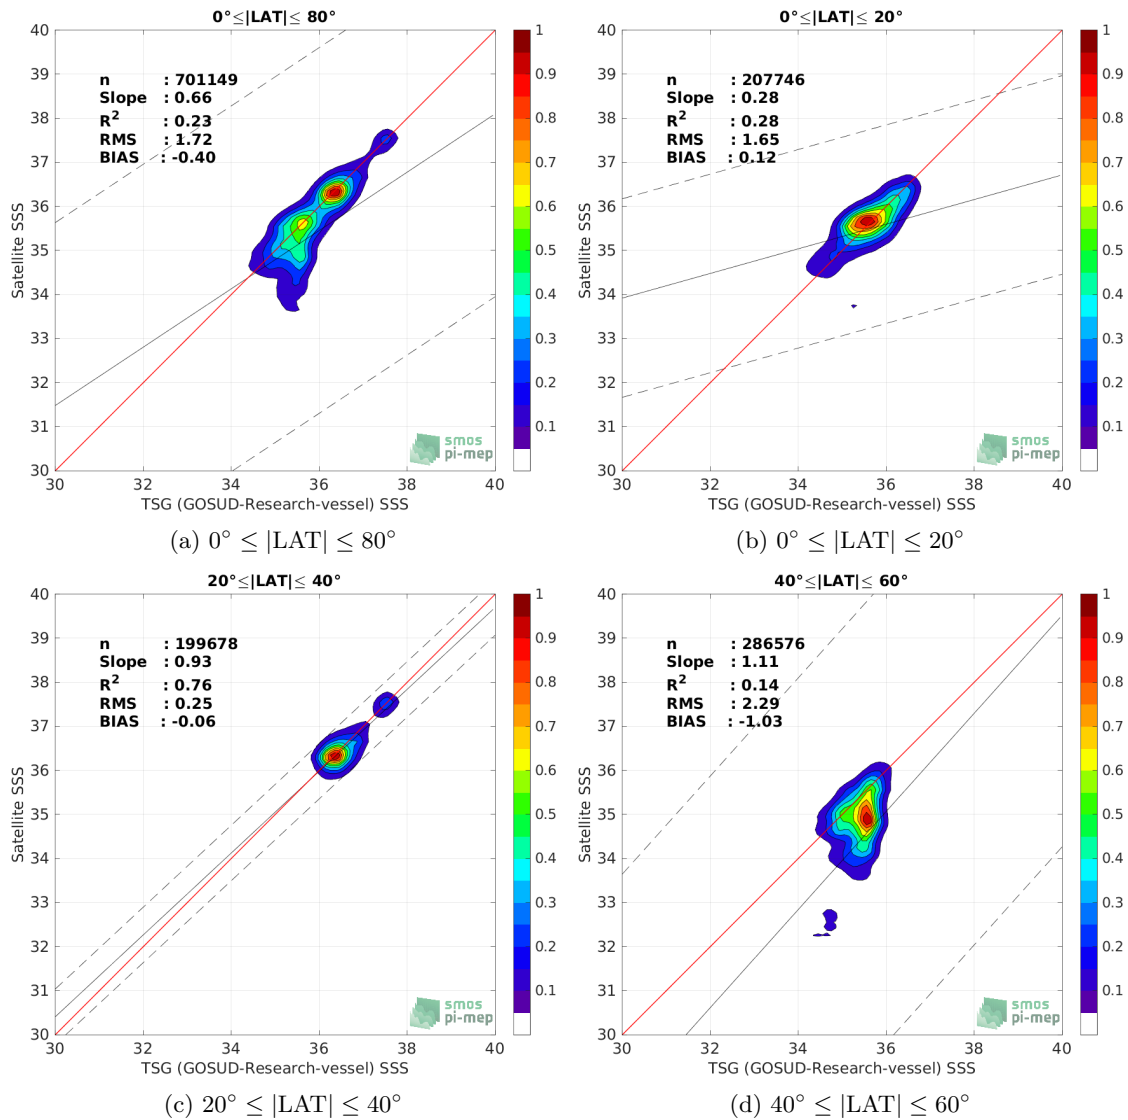 0°≤|LAT|≤ 80°
n : 701149
Slope : 0.66
R² : 0.23
RMS : 1.72
BIAS : -0.40
Satellite SSS
40
39
38
37
36
35
34
33
32
31
30
30 32 34 36 38 40
TSG (GOSUD-Research-vessel) SSS
1
0.9
0.8
0.7
0.6
0.5
0.4
0.3
0.2
0.1
smos
pi-mep
(a) 0° ≤ |LAT| ≤ 80°
0°≤|LAT|≤ 20°
n : 207746
Slope : 0.28
R² : 0.28
RMS : 1.65
BIAS : 0.12
Satellite SSS
40
39
38
37
36
35
34
33
32
31
30
30 32 34 36 38 40
TSG (GOSUD-Research-vessel) SSS
1
0.9
0.8
0.7
0.6
0.5
0.4
0.3
0.2
0.1
smos
pi-mep
(b) 0° ≤ |LAT| ≤ 20°
20°≤|LAT|≤ 40°
n : 199678
Slope : 0.93
R² : 0.76
RMS : 0.25
BIAS : -0.06
Satellite SSS
40
39
38
37
36
35
34
33
32
31
30
30 32 34 36 38 40
TSG (GOSUD-Research-vessel) SSS
1
0.9
0.8
0.7
0.6
0.5
0.4
0.3
0.2
0.1
smos
pi-mep
(c) 20° ≤ |LAT| ≤ 40°
40°≤|LAT|≤ 60°
n : 286576
Slope : 1.11
R² : 0.14
RMS : 2.29
BIAS : -1.03
Satellite SSS
40
39
38
37
36
35
34
33
32
31
30
30 32 34 36 38 40
TSG (GOSUD-Research-vessel) SSS
1
0.9
0.8
0.7
0.6
0.5
0.4
0.3
0.2
0.1
smos
pi-mep
(d) 40° ≤ |LAT| ≤ 60°